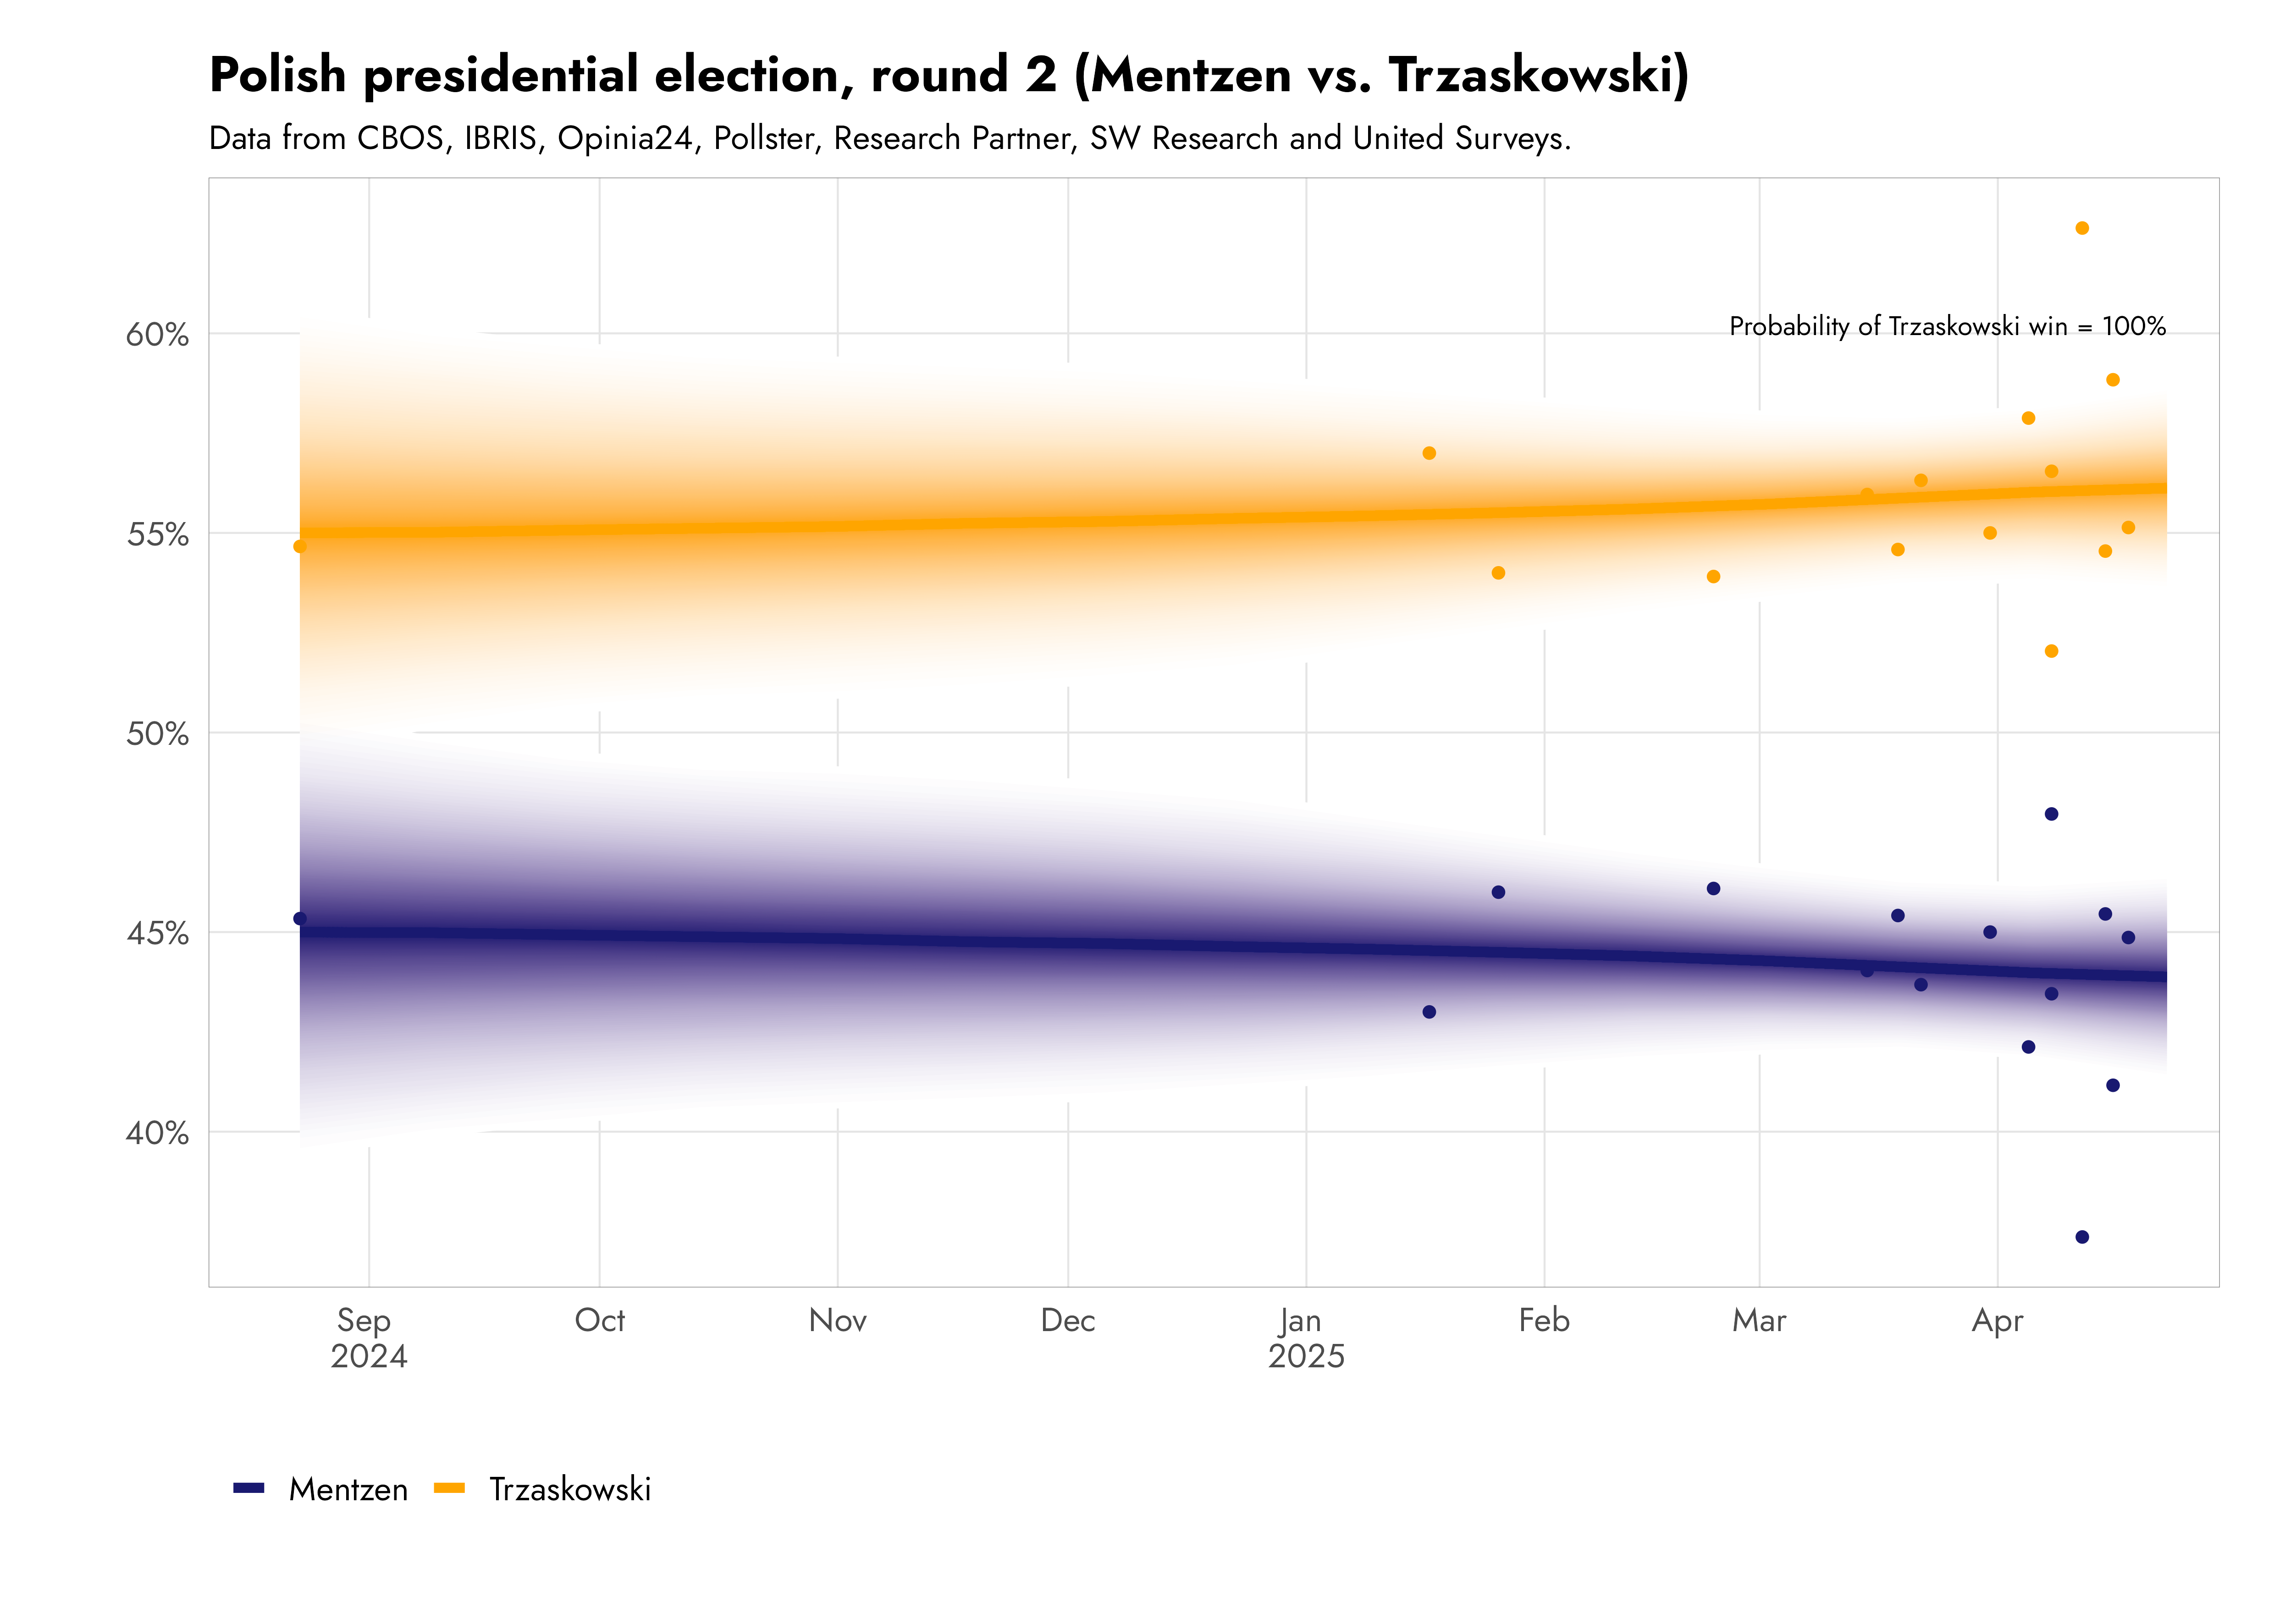 Polish presidential election, round 2 (Mentzen vs. Trzaskowski)
Data from CBOS, IBRIS, Opinia24, Pollster, Research Partner, SW Research and United Surveys.
Probability of Trzaskowski win = 100%
60%
55%
50%
45%
40%
Sep Oct Nov Dec Jan Feb Mar Apr
2024 2025
Mentzen Trzaskowski